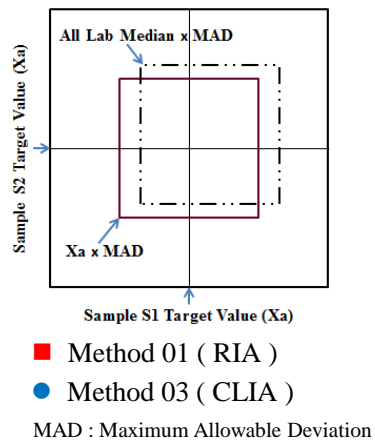 All Lab Median x MAD
Sample S2 Target Value (Xa)
Xa x MAD
Sample S1 Target Value (Xa)
Method 01 ( RIA )
Method 03 ( CLIA )
MAD : Maximum Allowable Deviation